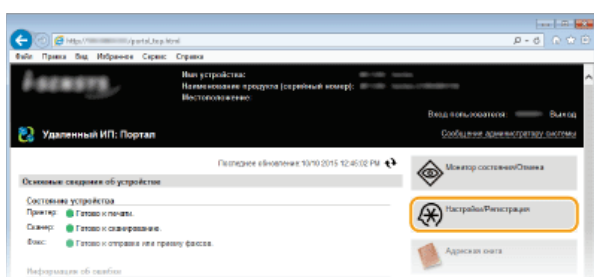 http:// /portal_top.html
Файл Правка Вид Избранное Сервис Справка
Имя устройства:
Наименование продукта (серийный номер):
Местоположение:
Вход пользователя: Выход
Удаленный ИП: Портал
Сообщение администратору системы
Последнее обновление: 10/10 2015 12:45:02 PM
Монитор состояния/Отмена
Основные сведения об устройстве
Состояние устройства
Принтер: Готово к печати.
Настройки/Регистрация
Сканер: Готово к сканированию.
Факс: Готово к отправке или приему факсов.
Адресная книга
Информация об ошибке